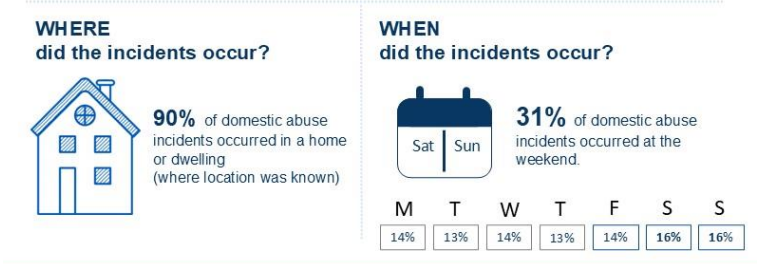 WHERE
did the incidents occur?
90% of domestic abuse
incidents occurred in a home
or dwelling
(where location was known)
WHEN
did the incidents occur?
Sat Sun
31% of domestic abuse
incidents occurred at the
weekend.
M T W T F S S
14% 13% 14% 13% 14% 16% 16%